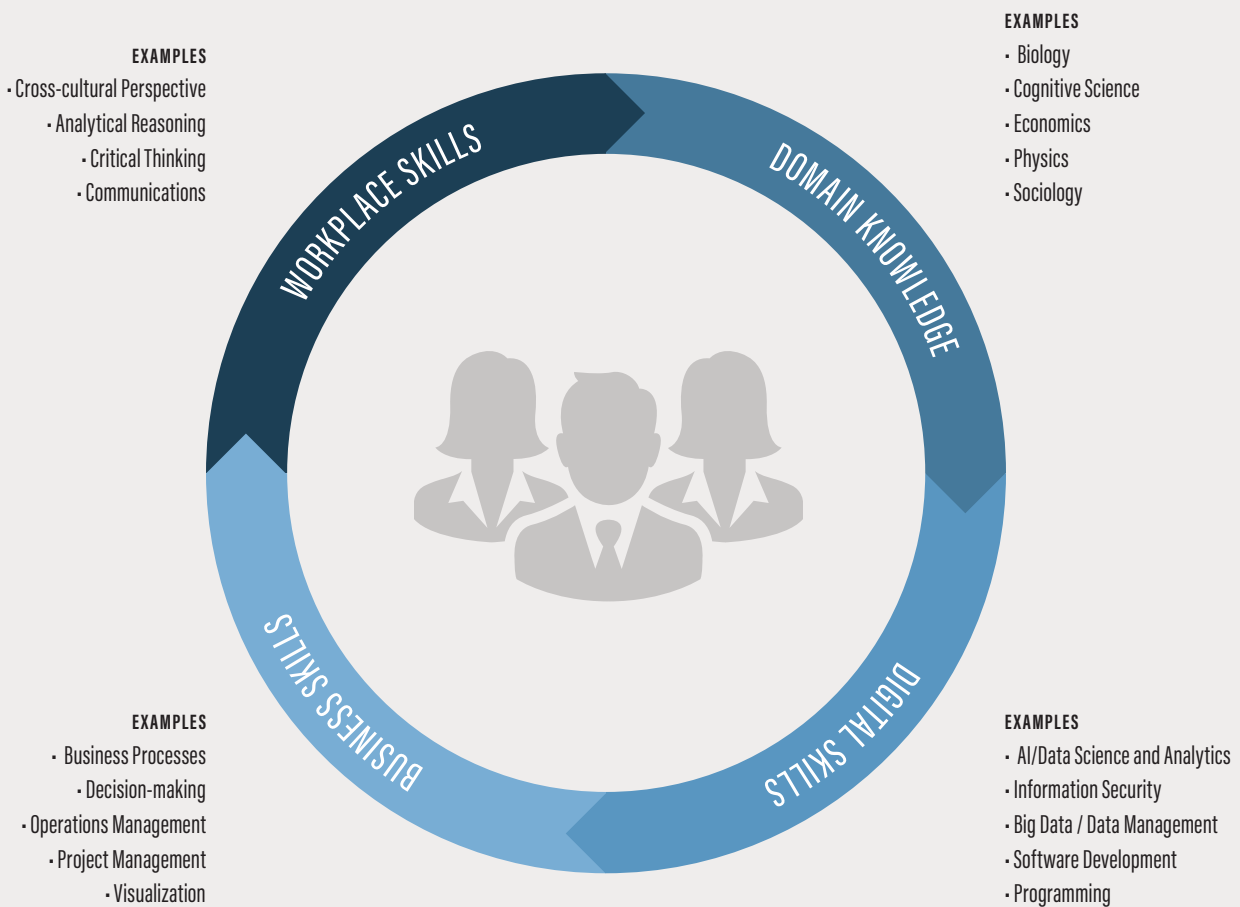 EXAMPLES
· Cross-cultural Perspective
· Analytical Reasoning
· Critical Thinking
· Communications
EXAMPLES
· Biology
· Cognitive Science
· Economics
· Physics
· Sociology
WORKPLACE SKILLS
DOMAIN KNOWLEDGE
BUSINESS SKILLS
DIGITAL SKILLS
EXAMPLES
· Business Processes
· Decision-making
· Operations Management
· Project Management
· Visualization
EXAMPLES
· AI/Data Science and Analytics
· Information Security
· Big Data / Data Management
· Software Development
· Programming